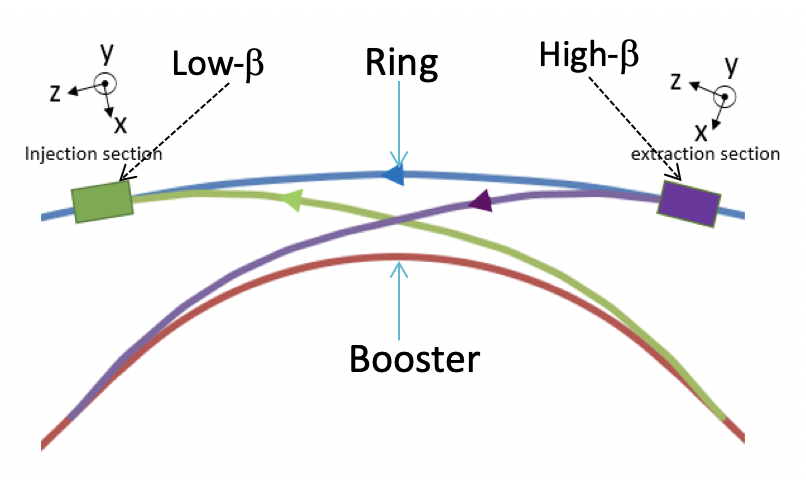 y
z
x
Injection section
Low-β
Ring
High-β
y
z
x
extraction section
Booster